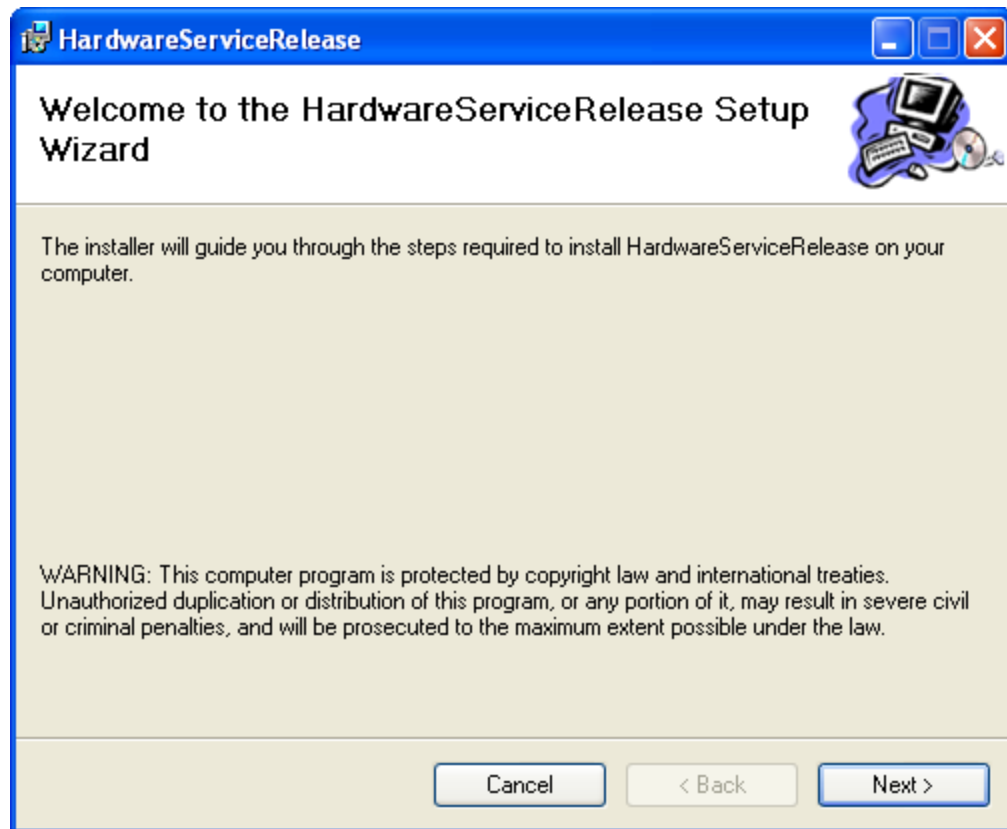 HardwareServiceRelease
Welcome to the HardwareServiceRelease Setup
Wizard
The installer will guide you through the steps required to install HardwareServiceRelease on your
computer.
WARNING: This computer program is protected by copyright law and international treaties.
Unauthorized duplication or distribution of this program, or any portion of it, may result in severe civil
or criminal penalties, and will be prosecuted to the maximum extent possible under the law.
Cancel
< Back
Next >